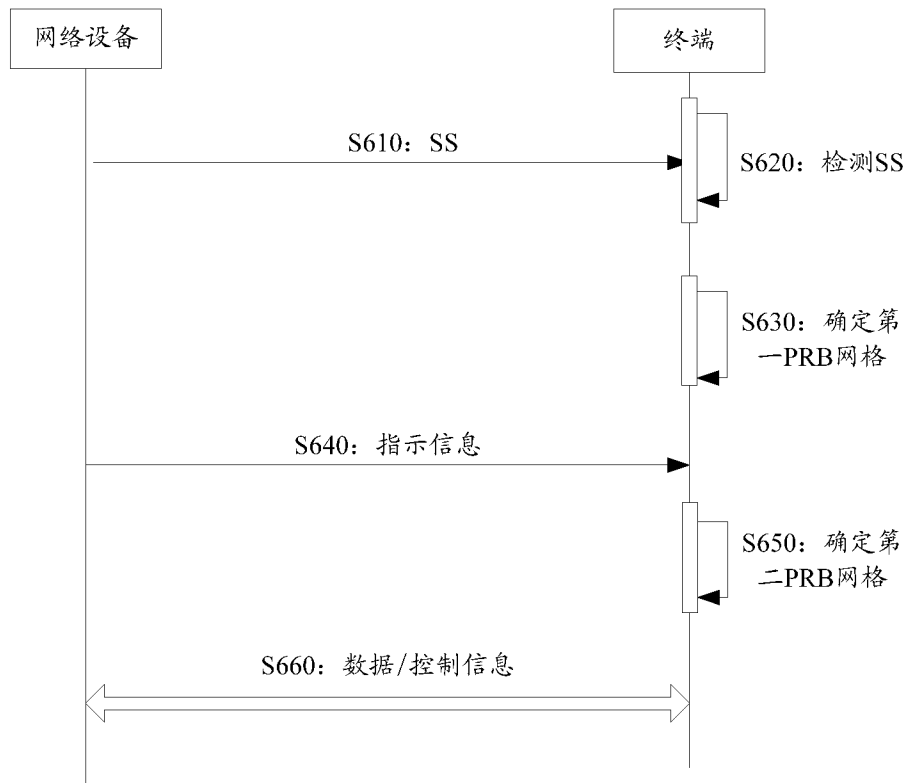 网络设备
终端
S610：SS
S620：检测SS
S630：确定第
一PRB网格
S640：指示信息
S650：确定第
二PRB网格
S660：数据/控制信息